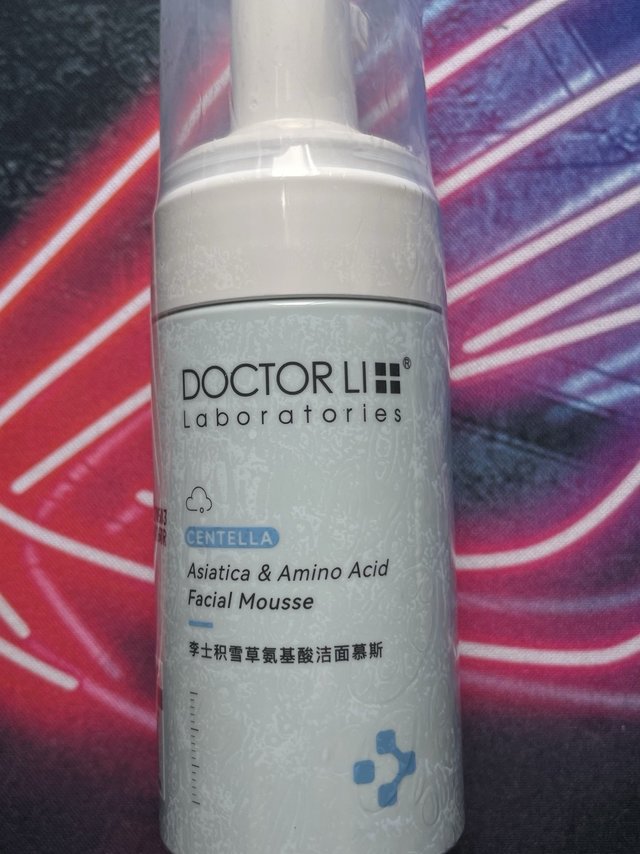 DOCTOR LI®
Laboratories
CENTELLA
Asiatica & Amino Acid
Facial Mousse
李士积雪草氨基酸洁面慕斯